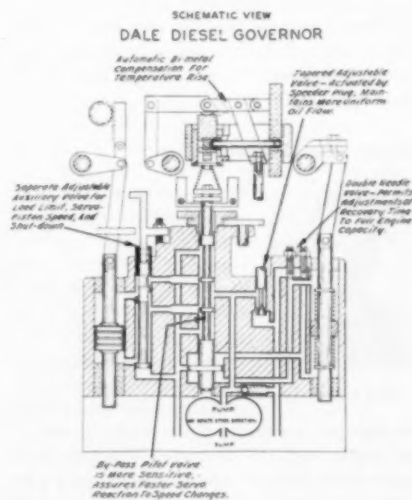 SCHEMATIC VIEW
DALE DIESEL GOVERNOR
Automatic Bi-metal
Compensation For
Temperature Rise.
Tapered Adjustable
Valve - Actuated by
Speeder Plug, Main-
tains More Uniform
Oil Flow.
Separate Adjustable
Auxiliary Valve for
Load Limit, Servo-
Piston Speed, And
Shut-down.
Double Needle
Valve - Permits
Adjustments Of
Recovery Time
To Full Engine
Capacity.
PUMP
SUMP
By-Pass Pilot Valve
is More Sensitive, -
Assures Faster Servo
Reaction To Speed Changes.